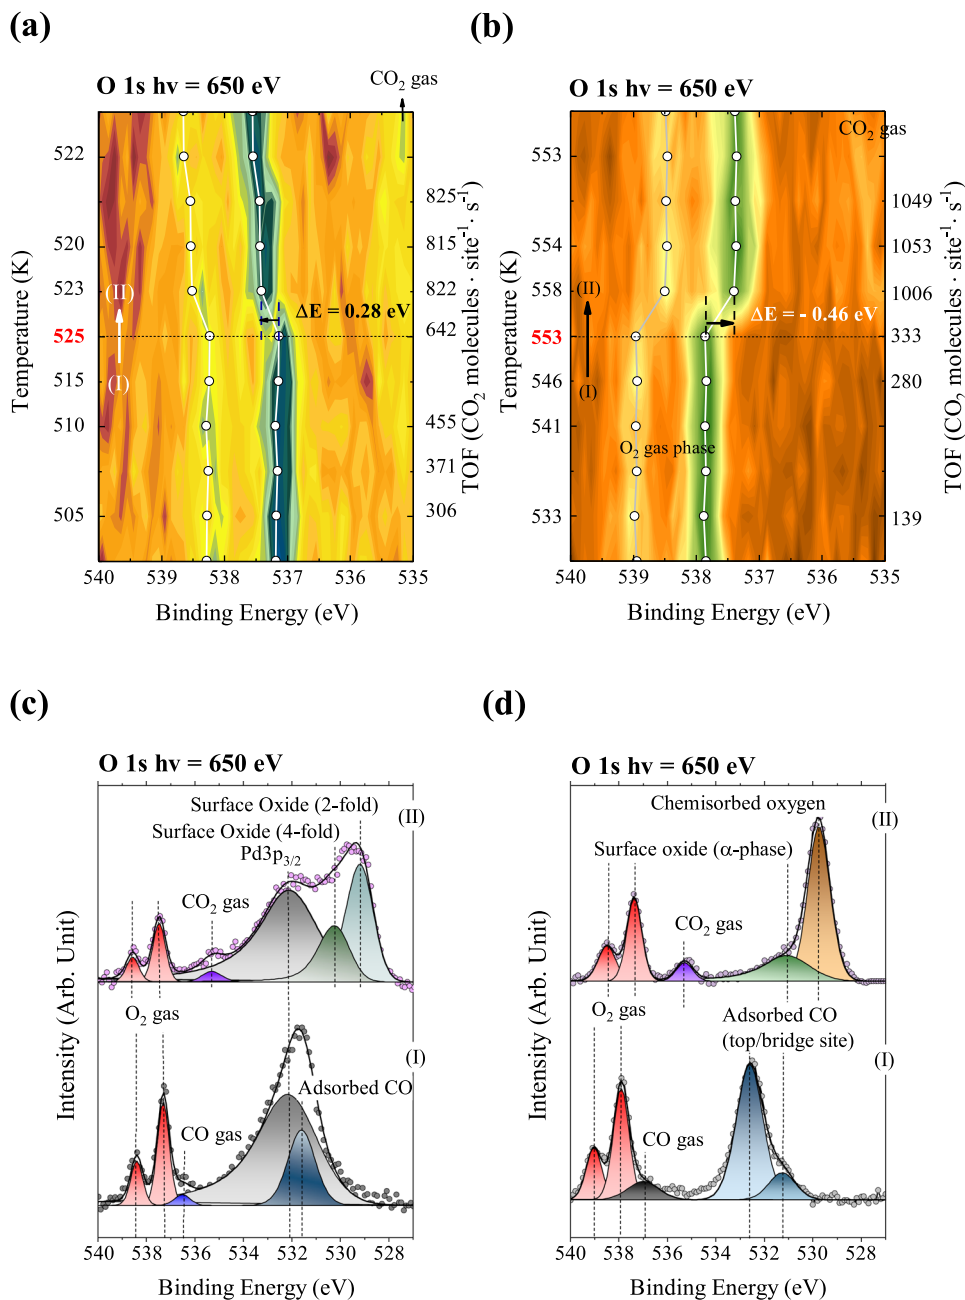 (a)
O 1s hv = 650 eV
CO₂ gas
522
520
523
525
515
510
505
Temperature (K)
(II)
(I)
ΔE = 0.28 eV
825
815
822
642
455
371
306
TOF (CO₂ molecules · site⁻¹ · s⁻¹)
540 539 538 537 536 535
Binding Energy (eV)
(b)
O 1s hv = 650 eV
CO₂ gas
553
554
558
553
546
541
533
Temperature (K)
(II)
(I)
ΔE = - 0.46 eV
O₂ gas phase
1049
1053
1006
333
280
139
TOF (CO₂ molecules · site⁻¹ · s⁻¹)
540 539 538 537 536 535
Binding Energy (eV)
(c)
O 1s hv = 650 eV
Surface Oxide (2-fold)
(II)
Surface Oxide (4-fold)
Pd3p₃/₂
CO₂ gas
O₂ gas
(I)
Adsorbed CO
CO gas
Intensity (Arb. Unit)
540 538 536 534 532 530 528
Binding Energy (eV)
(d)
O 1s hv = 650 eV
Chemisorbed oxygen
(II)
Surface oxide (α-phase)
CO₂ gas
O₂ gas
Adsorbed CO
(top/bridge site)
(I)
CO gas
Intensity (Arb. Unit)
540 538 536 534 532 530 528
Binding Energy (eV)